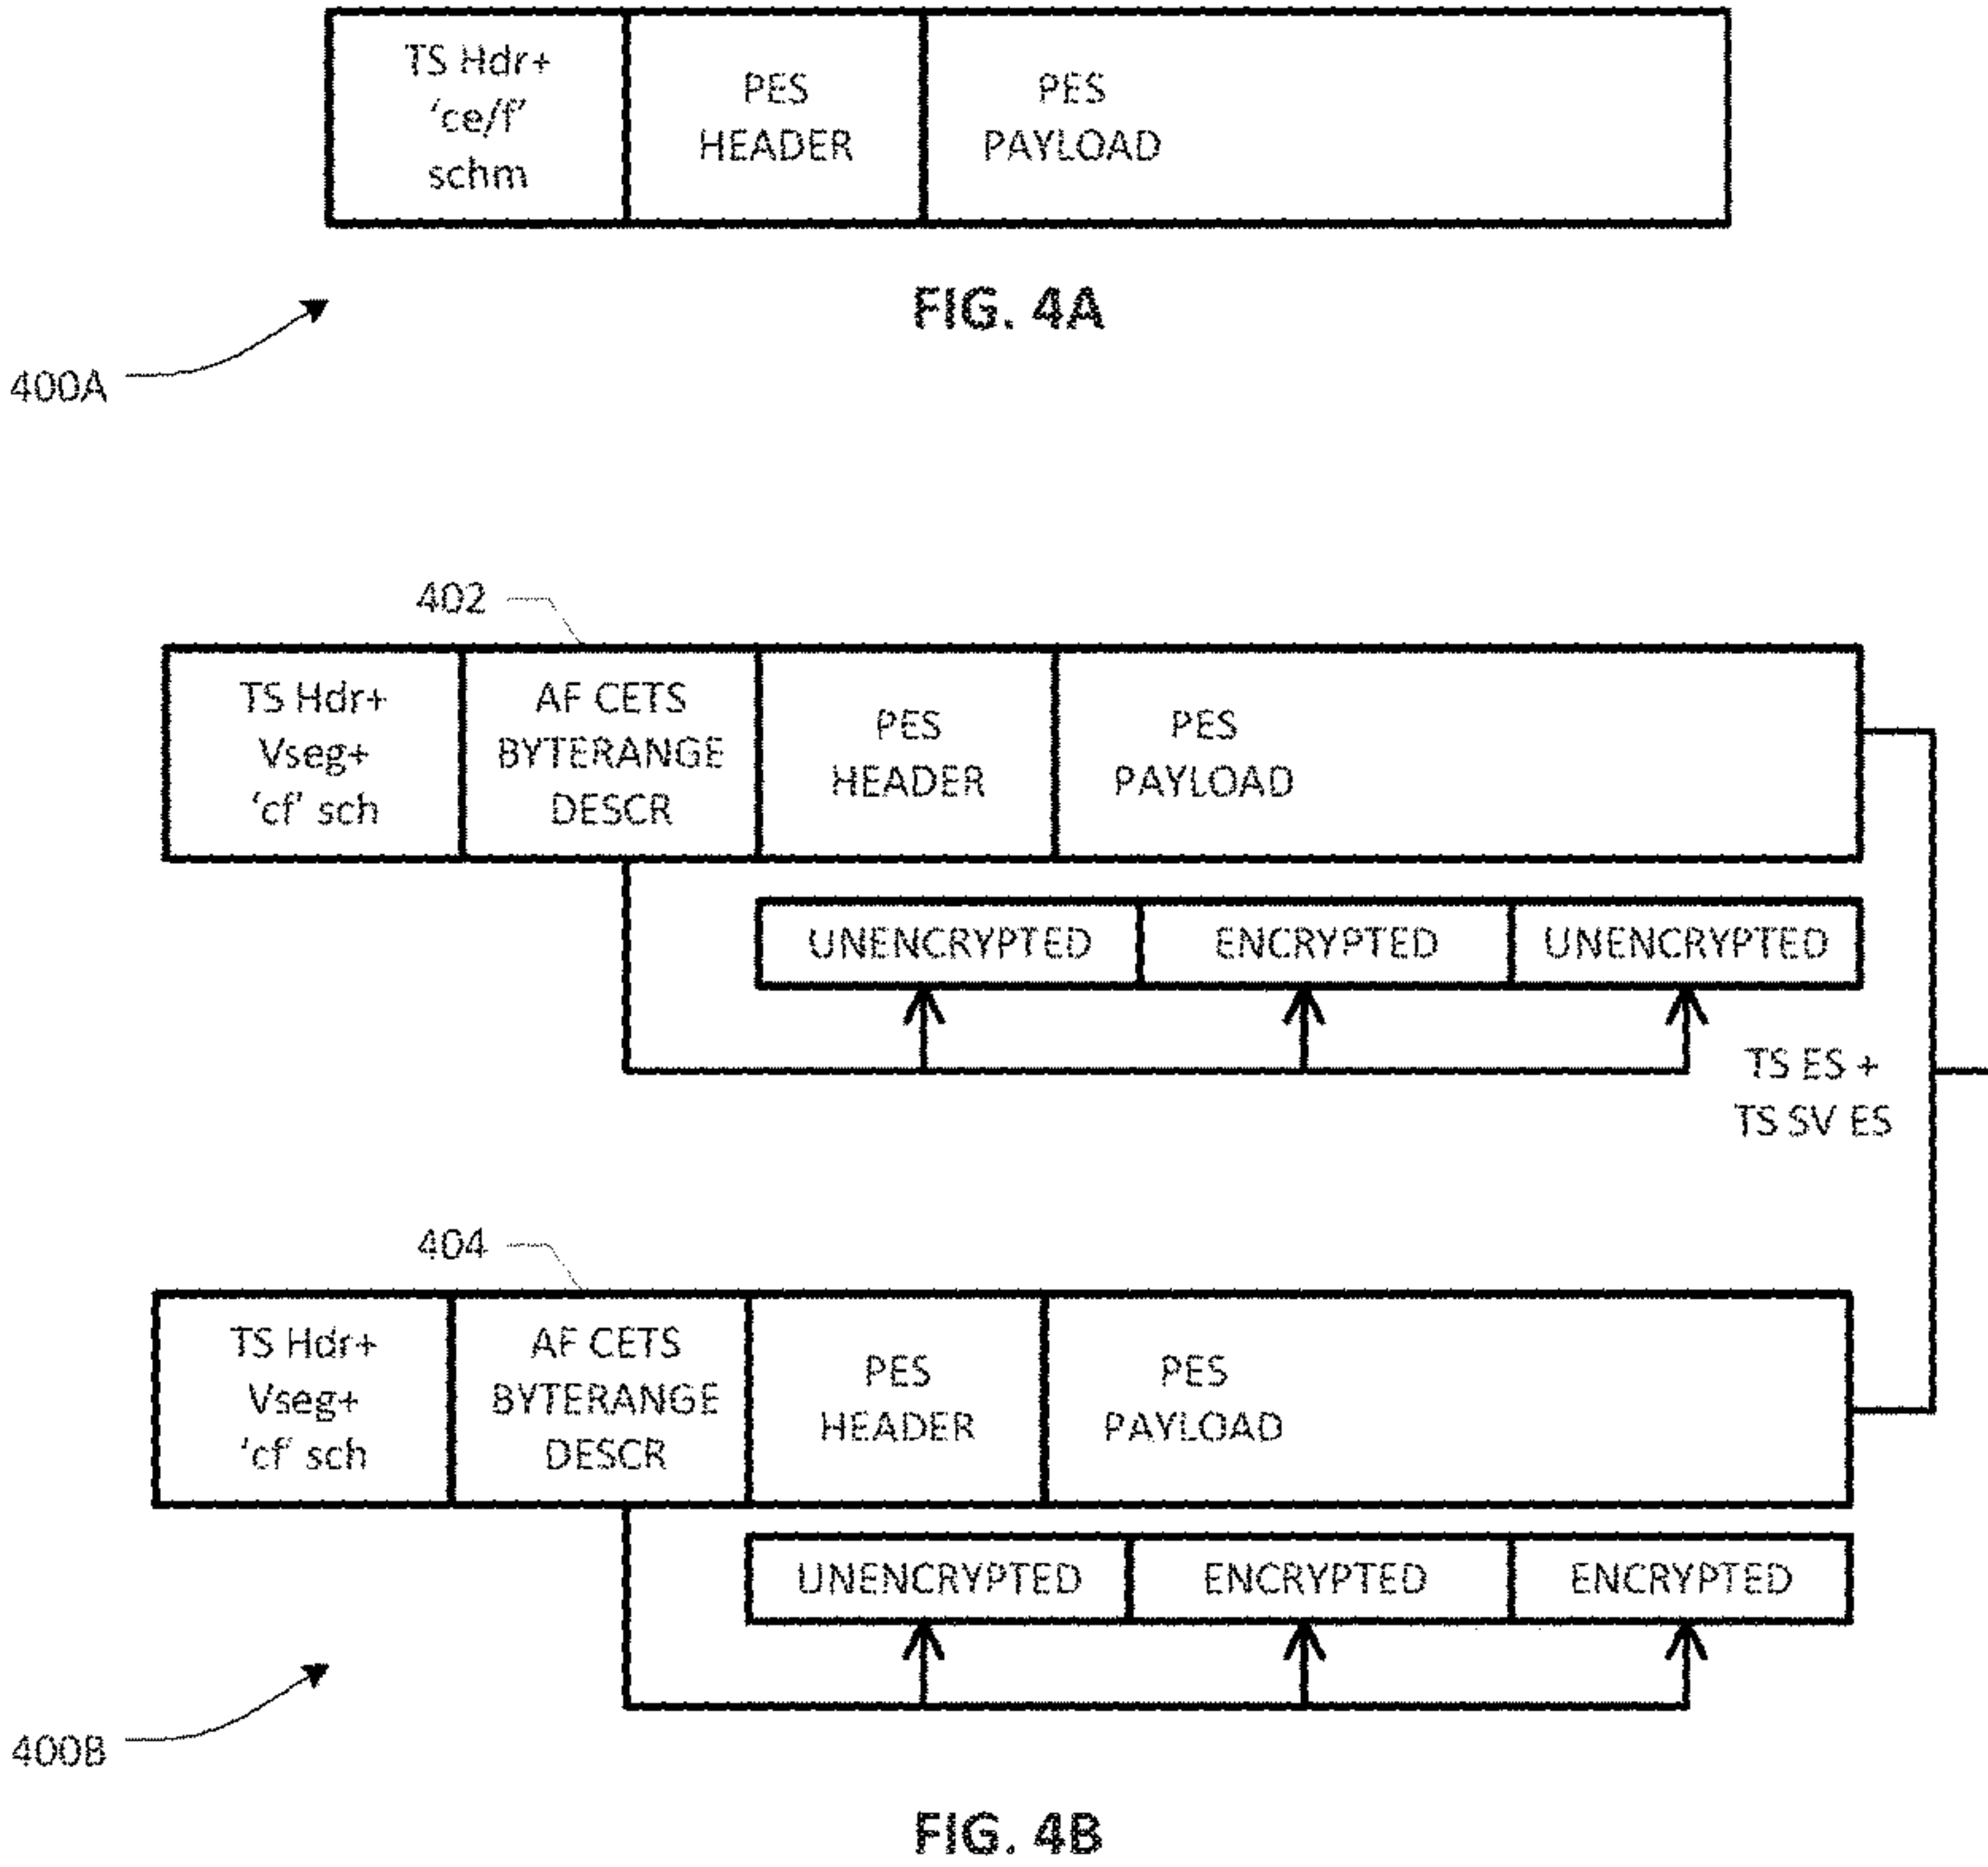 TS Hdr+
‘ce/f’
schm
PES
HEADER
PES
PAYLOAD
FIG. 4A
400A
402
TS Hdr+
Vseg+
‘cf’ sch
AF CETS
BYTERANGE
DESCR
PES
HEADER
PES
PAYLOAD
UNENCRYPTED
ENCRYPTED
UNENCRYPTED
TS ES +
TS SV ES
404
TS Hdr+
Vseg+
‘cf’ sch
AF CETS
BYTERANGE
DESCR
PES
HEADER
PES
PAYLOAD
UNENCRYPTED
ENCRYPTED
ENCRYPTED
400B
FIG. 4B